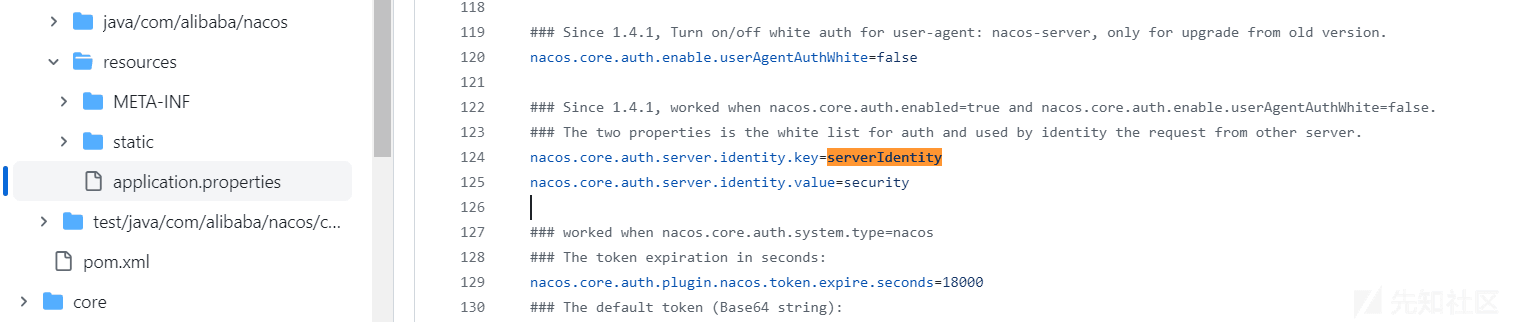 java/com/alibaba/nacos
resources
META-INF
static
application.properties
test/java/com/alibaba/nacos/c...
pom.xml
core
118
119 ### Since 1.4.1, Turn on/off white auth for user-agent: nacos-server, only for upgrade from old version.
120 nacos.core.auth.enable.userAgentAuthWhite=false
121
122 ### Since 1.4.1, worked when nacos.core.auth.enabled=true and nacos.core.auth.enable.userAgentAuthWhite=false.
123 ### The two properties is the white list for auth and used by identity the request from other server.
124 nacos.core.auth.server.identity.key=serverIdentity
125 nacos.core.auth.server.identity.value=security
126
127 ### worked when nacos.core.auth.system.type=nacos
128 ### The token expiration in seconds:
129 nacos.core.auth.plugin.nacos.token.expire.seconds=18000
130 ### The default token (Base64 string):
先知社区